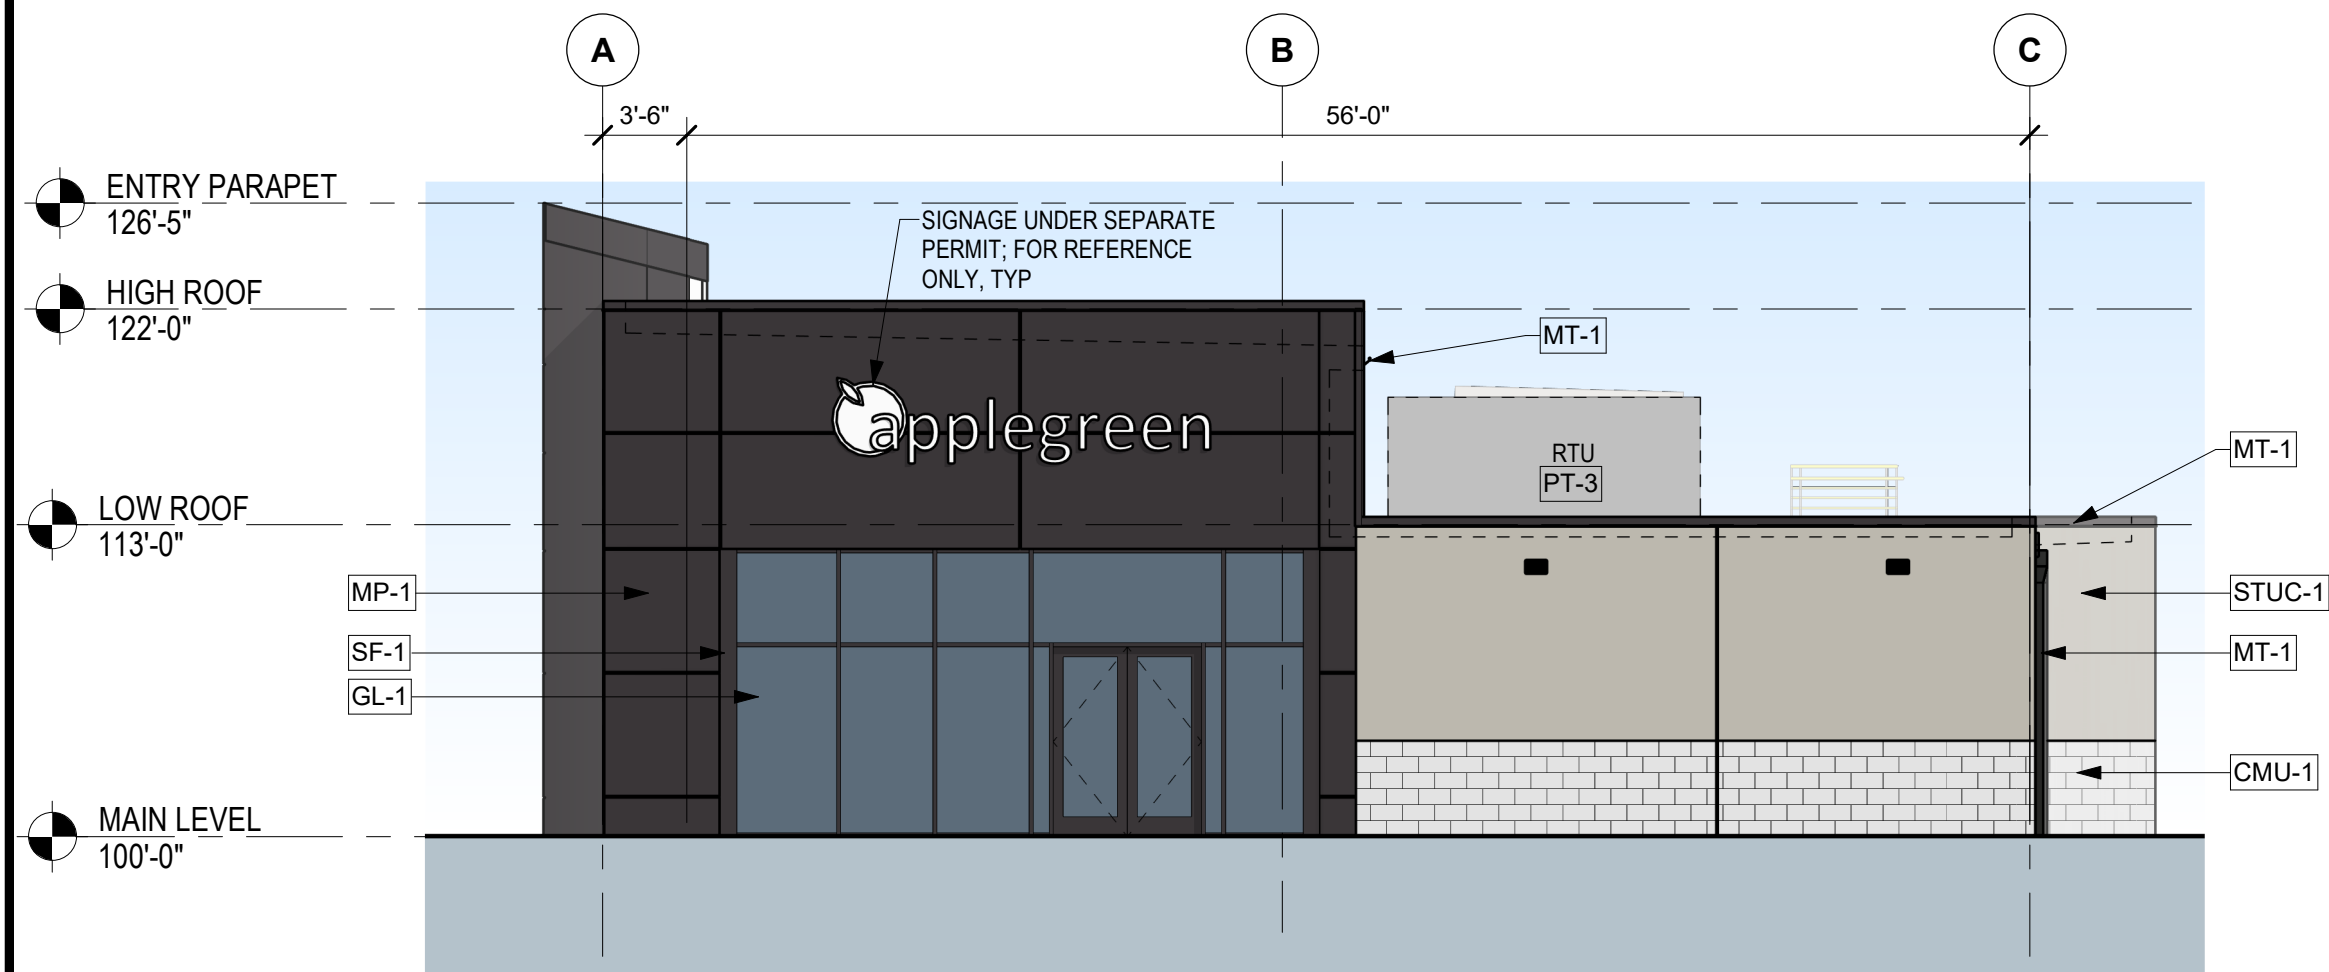 A
B
C
3'-6"
56'-0"
ENTRY PARAPET
126'-5"
SIGNAGE UNDER SEPARATE
PERMIT; FOR REFERENCE
ONLY, TYP
HIGH ROOF
122'-0"
MT-1
applegreen
RTU
PT-3
MT-1
LOW ROOF
113'-0"
MP-1
STUC-1
SF-1
MT-1
GL-1
CMU-1
MAIN LEVEL
100'-0"